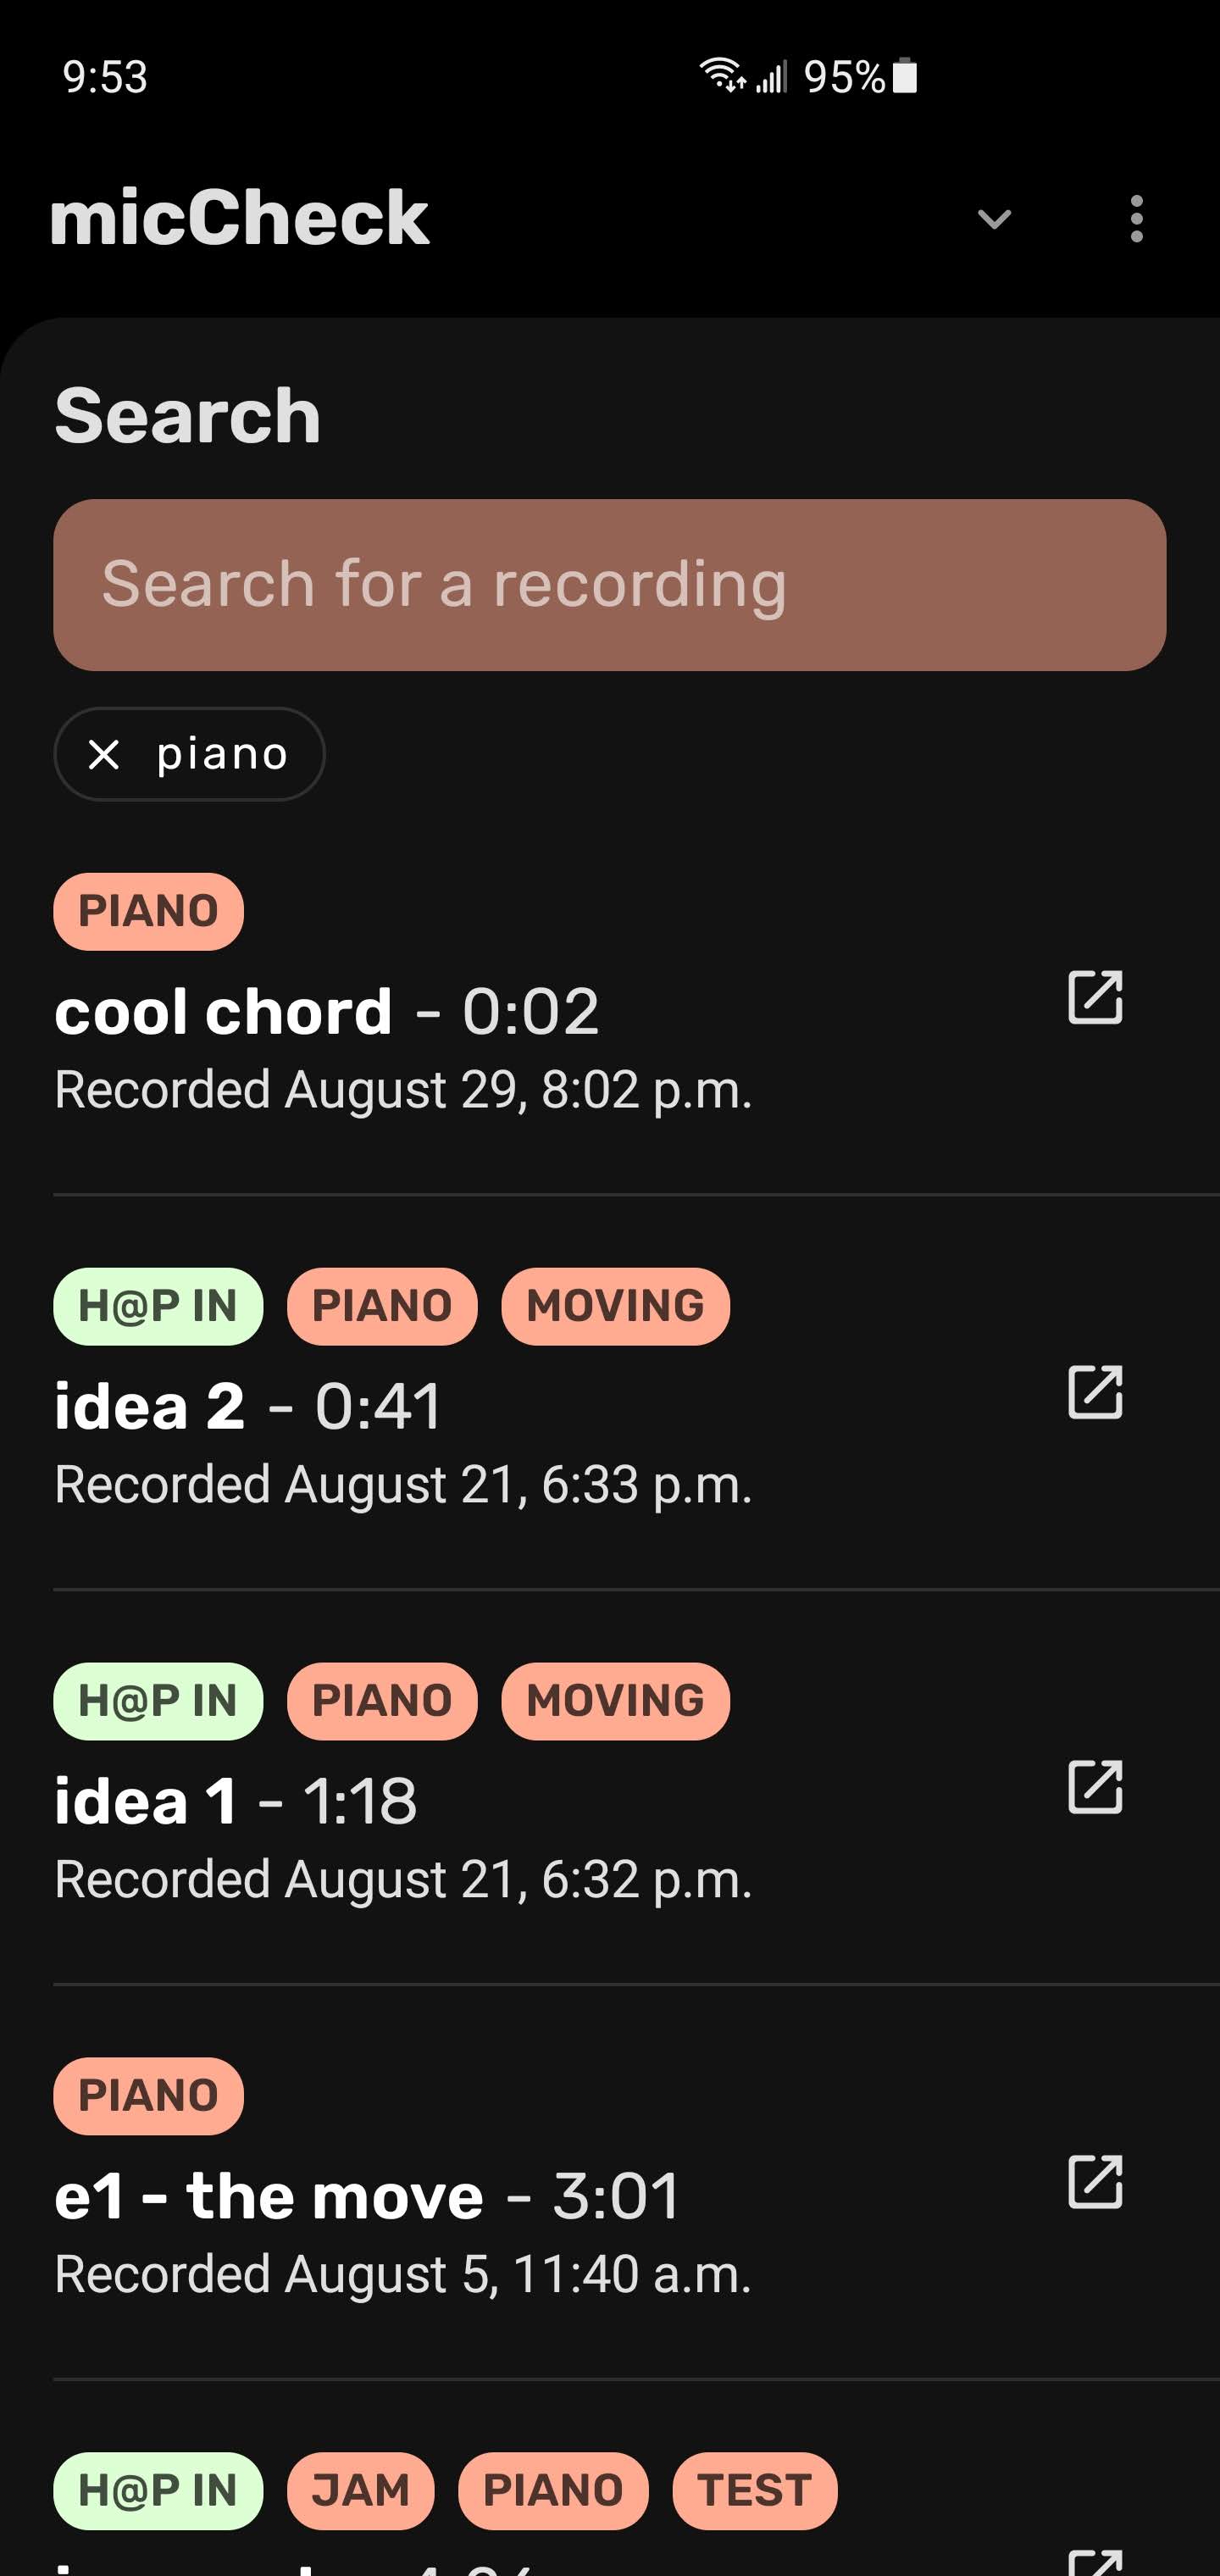 9:53 95%
micCheck
Search
Search for a recording
piano
PIANO
cool chord - 0:02
Recorded August 29, 8:02 p.m.
H@P IN PIANO MOVING
idea 2 - 0:41
Recorded August 21, 6:33 p.m.
H@P IN PIANO MOVING
idea 1 - 1:18
Recorded August 21, 6:32 p.m.
PIANO
e1 - the move - 3:01
Recorded August 5, 11:40 a.m.
H@P IN JAM PIANO TEST